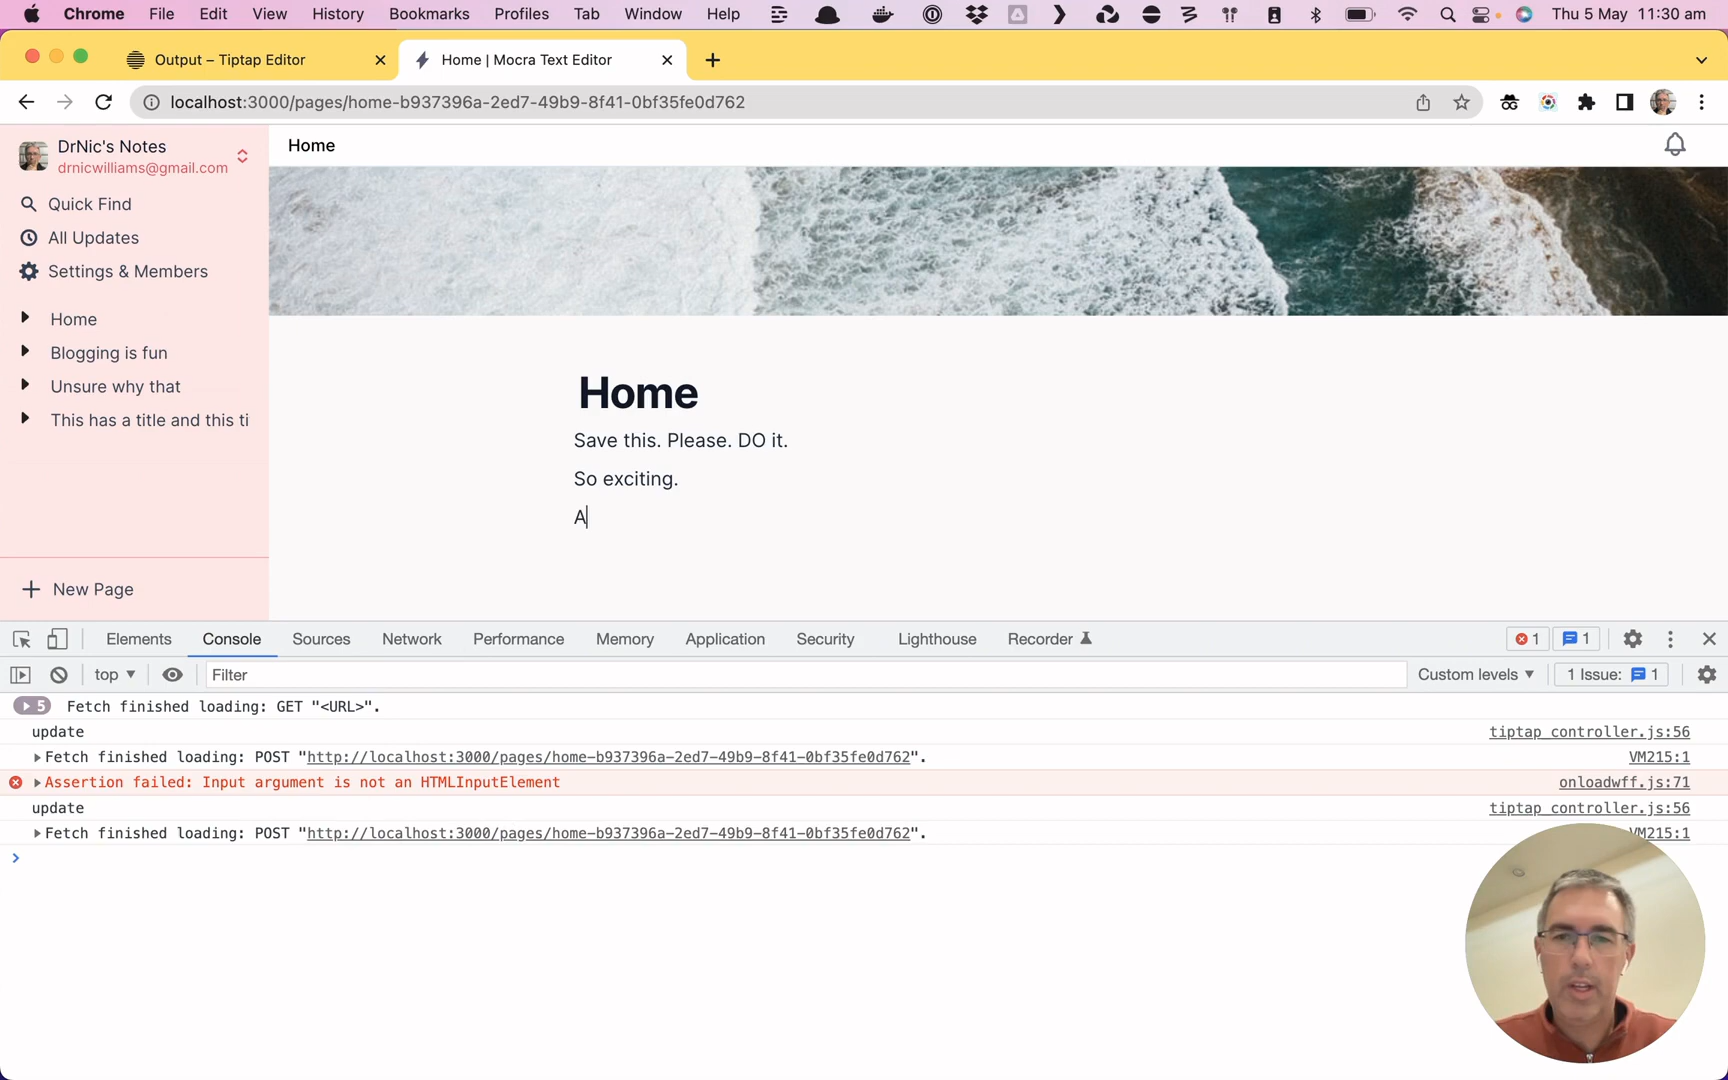 Chrome File Edit View History Bookmarks Profiles Tab Window Help Thu 5 May 11:30 am
Output – Tiptap Editor
Home | Mocra Text Editor
localhost:3000/pages/home-b937396a-2ed7-49b9-8f41-0bf35fe0d762
DrNic's Notes
drnicwilliams@gmail.com
Quick Find
All Updates
Settings & Members
Home
Blogging is fun
Unsure why that
This has a title and this ti
New Page
Home
Home
Save this. Please. DO it.
So exciting.
A
Elements Console Sources Network Performance Memory Application Security Lighthouse Recorder 1 1
top Filter Custom levels 1 Issue: 1
5 Fetch finished loading: GET "<URL>".
update tiptap_controller.js:56
Fetch finished loading: POST "http://localhost:3000/pages/home-b937396a-2ed7-49b9-8f41-0bf35fe0d762". VM215:1
Assertion failed: Input argument is not an HTMLInputElement onloadwff.js:71
update tiptap_controller.js:56
Fetch finished loading: POST "http://localhost:3000/pages/home-b937396a-2ed7-49b9-8f41-0bf35fe0d762". VM215:1